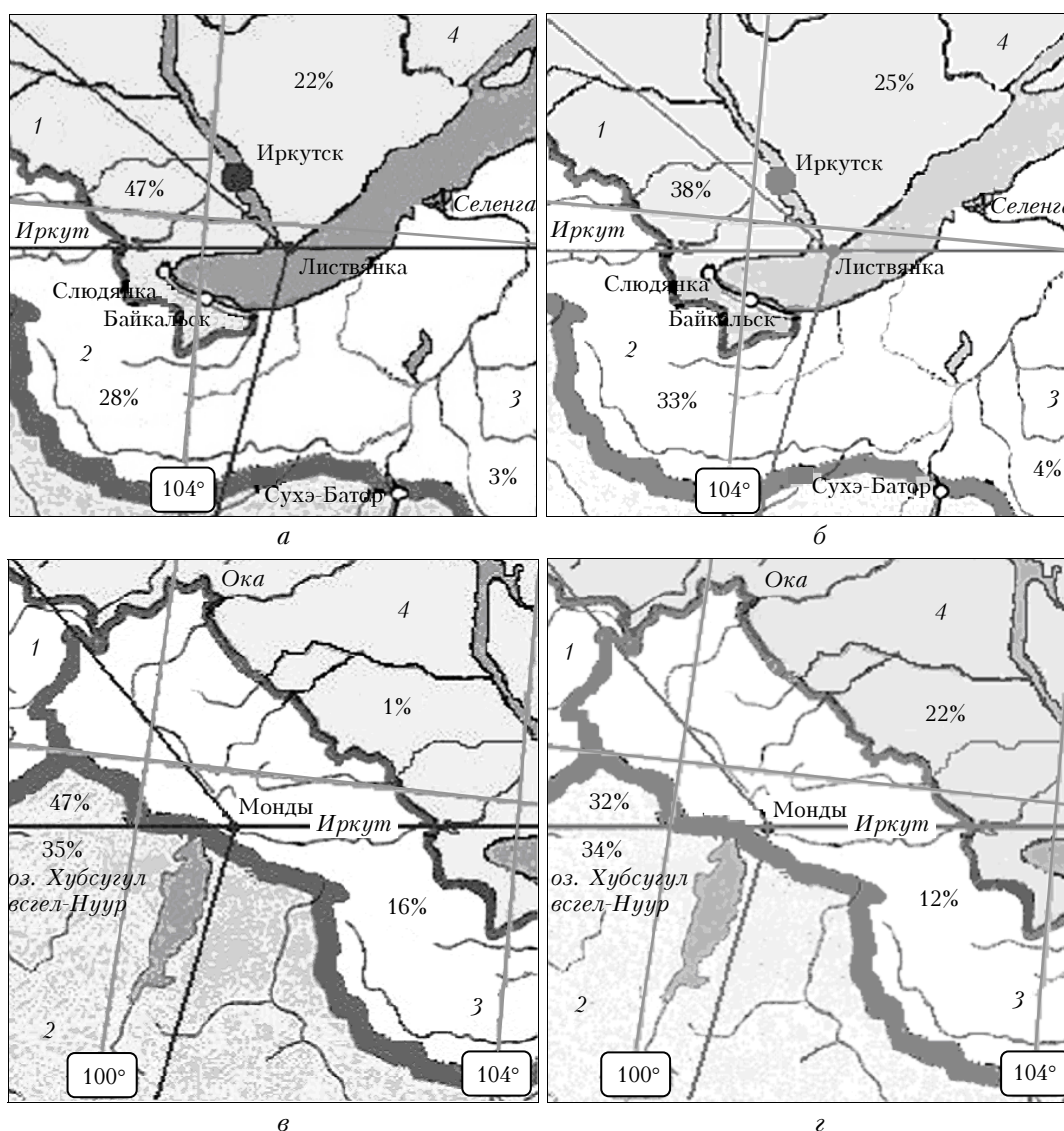 4
22%
1
Иркутск
47%
Селенга
Иркут
Листвянка
Слюдянка
Байкальск
2
28%
3
3%
104°
Сухэ-Батор
а
4
25%
1
Иркутск
38%
Селенга
Иркут
Листвянка
Слюдянка
Байкальск
2
33%
3
4%
104°
Сухэ-Батор
б
Ока
4
1
1%
47%
Монды
Иркут
35%
оз. Хубсугул
всгел-Нуур
16%
3
2
100°
104°
в
Ока
4
1
22%
32%
Монды
Иркут
34%
оз. Хубсугул
всгел-Нуур
12%
3
2
100°
104°
г